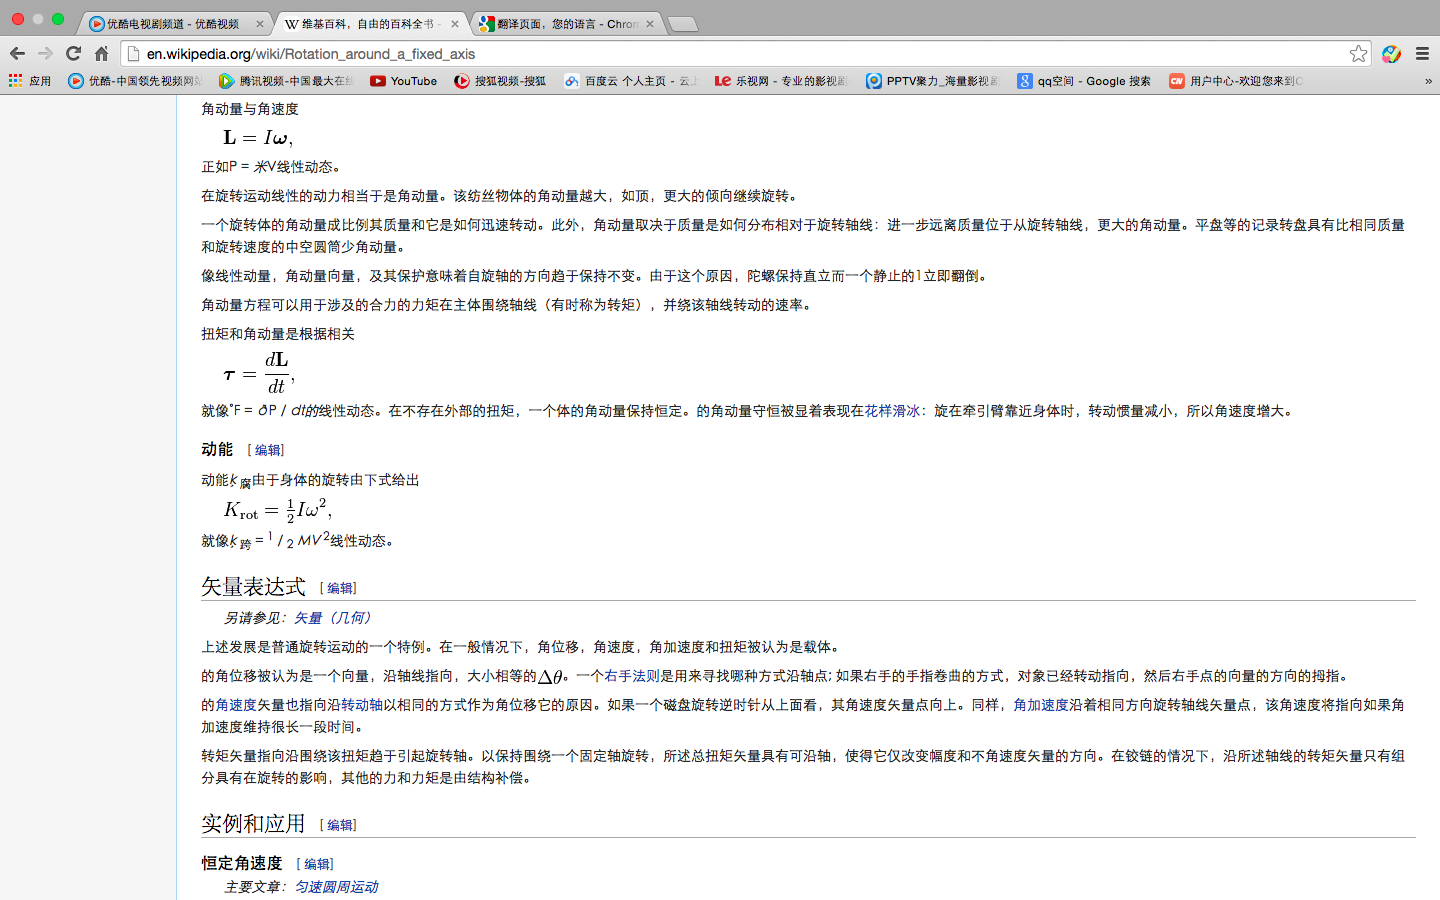 优酷电视剧频道 - 优酷视频
维基百科，自由的百科全书 -
翻译页面，您的语言 - Chrom
en.wikipedia.org/wiki/Rotation_around_a_fixed_axis
应用 优酷-中国领先视频网站 腾讯视频-中国最大在线 YouTube 搜狐视频-搜狐 百度云 个人主页 - 云上 乐视网 - 专业的影视剧 PPTV聚力_海量影视剧 qq空间 - Google 搜索 用户中心-欢迎您来到C »
角动量与角速度
L = Iω,
正如P = 米V线性动态。
在旋转运动线性的动力相当于是角动量。该纺丝物体的角动量越大，如顶，更大的倾向继续旋转。
一个旋转体的角动量成比例其质量和它是如何迅速转动。此外，角动量取决于质量是如何分布相对于旋转轴线：进一步远离质量位于从旋转轴线，更大的角动量。平盘等的记录转盘具有比相同质量
和旋转速度的中空圆筒少角动量。
像线性动量，角动量向量，及其保护意味着自旋轴的方向趋于保持不变。由于这个原因，陀螺保持直立而一个静止的1立即翻倒。
角动量方程可以用于涉及的合力的力矩在主体围绕轴线（有时称为转矩），并绕该轴线转动的速率。
扭矩和角动量是根据相关
τ = dL/dt,
就像°F = ðP / dt的线性动态。在不存在外部的扭矩，一个体的角动量保持恒定。的角动量守恒被显着表现在花样滑冰：旋在牵引臂靠近身体时，转动惯量减小，所以角速度增大。
动能 [ 编辑]
动能ķ 腐由于身体的旋转由下式给出
K_rot = 1/2 Iω²,
就像ķ 跨 = 1 / 2 MV 2线性动态。
矢量表达式 [ 编辑]
另请参见：矢量（几何）
上述发展是普通旋转运动的一个特例。在一般情况下，角位移，角速度，角加速度和扭矩被认为是载体。
的角位移被认为是一个向量，沿轴线指向，大小相等的Δθ。一个右手法则是用来寻找哪种方式沿轴点; 如果右手的手指卷曲的方式，对象已经转动指向，然后右手点的向量的方向的拇指。
的角速度矢量也指向沿转动轴以相同的方式作为角位移它的原因。如果一个磁盘旋转逆时针从上面看，其角速度矢量点向上。同样，角加速度沿着相同方向旋转轴线矢量点，该角速度将指向如果角
加速度维持很长一段时间。
转矩矢量指向沿围绕该扭矩趋于引起旋转轴。以保持围绕一个固定轴旋转，所述总扭矩矢量具有可沿轴，使得它仅改变幅度和不角速度矢量的方向。在铰链的情况下，沿所述轴线的转矩矢量只有组
分具有在旋转的影响，其他的力和力矩是由结构补偿。
实例和应用 [ 编辑]
恒定角速度 [ 编辑]
主要文章：匀速圆周运动